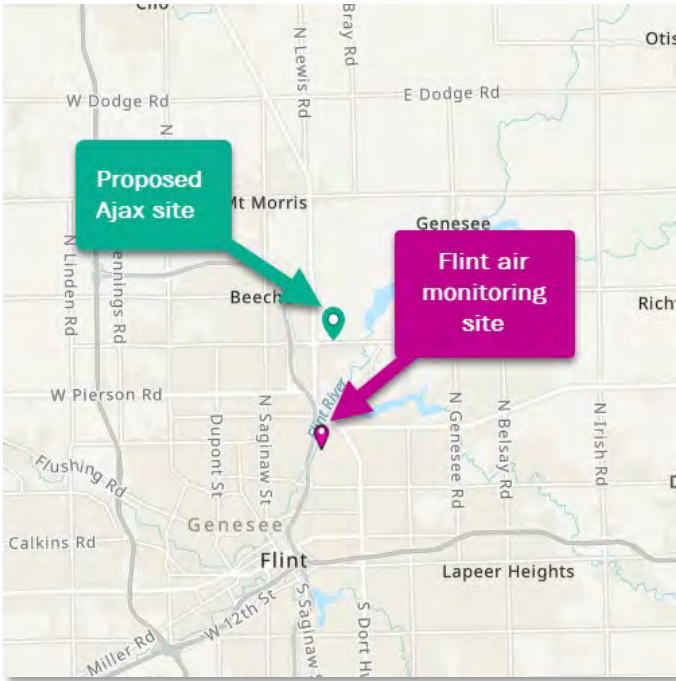 Clio
Bray Rd
N Lewis Rd
Otis
W Dodge Rd
E Dodge Rd
N
Proposed
Ajax site
Mt Morris
Genesee
Flint air
monitoring
site
N Linden Rd
Jennings Rd
Beech
Rich
W Pierson Rd
Flint River
N Saginaw St
Dupont St
N Genesee Rd
N Belsay Rd
N Irish Rd
Flushing Rd
D
Genesee
Calkins Rd
Flint
Lapeer Heights
W 12th St
S Saginaw S
S Dort Hw
Miller Rd